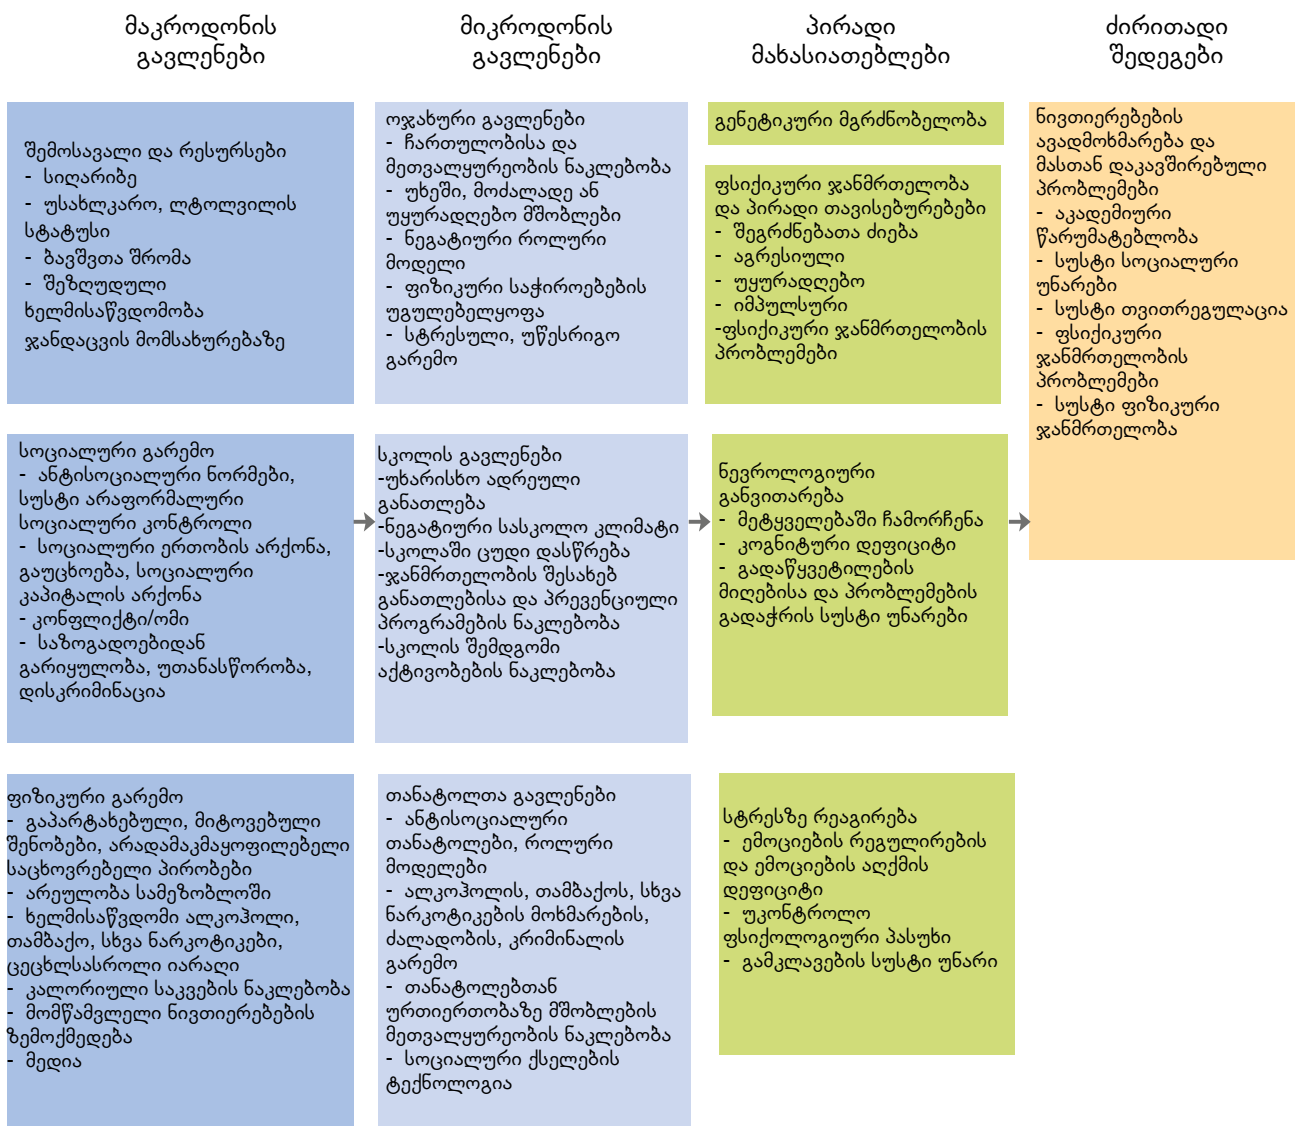 მაკროდონის
გავლენები
მიკროდონის
გავლენები
პირადი
მახასიათებლები
ძირითადი
შედეგები
შემოსავალი და რესურსები
- სიღარიბე
- უსახლკარო, ლტოლვილის
სტატუსი
- ბავშვთა შრომა
- შეზღუდული
ხელმისაწვდომობა
ჯანდაცვის მომსახურებაზე
სოციალური გარემო
- ანტისოციალური ნორმები,
სუსტი არაფორმალური
სოციალური კონტროლი
- სოციალური ერთობის არქონა,
გაუცხოება, სოციალური
კაპიტალის არქონა
- კონფლიქტი/ომი
- საზოგადოებიდან
გარიყულობა, უთანასწორობა,
დისკრიმინაცია
ფიზიკური გარემო
- გაპარტახებული, მიტოვებული
შენობები, არადამაკმაყოფილებელი
საცხოვრებელი პირობები
- არეულობა სამეზობლოში
- ხელმისაწვდომი ალკოჰოლი,
თამბაქო, სხვა ნარკოტიკები,
ცეცხლსასროლი იარაღი
- კალორიული საკვების ნაკლებობა
- მომწამვლელი ნივთიერებების
ზემოქმედება
- მედია
ოჯახური გავლენები
- ჩართულობისა და
მეთვალყურეობის ნაკლებობა
- უხეში, მოძალადე ან
უყურადღებო მშობლები
- ნეგატიური როლური
მოდელი
- ფიზიკური საჭიროებების
უგულებელყოფა
- სტრესული, უწესრიგო
გარემო
სკოლის გავლენები
-უხარისხო ადრეული
განათლება
-ნეგატიური სასკოლო კლიმატი
-სკოლაში ცუდი დასწრება
-ჯანმრთელობის შესახებ
განათლებისა და პრევენციული
პროგრამების ნაკლებობა
-სკოლის შემდგომი
აქტივობების ნაკლებობა
თანატოლთა გავლენები
- ანტისოციალური
თანატოლები, როლური
მოდელები
- ალკოჰოლის, თამბაქოს, სხვა
ნარკოტიკების მოხმარების,
ძალადობის, კრიმინალის
გარემო
- თანატოლებთან
ურთიერთობაზე მშობლების
მეთვალყურეობის ნაკლებობა
- სოციალური ქსელების
ტექნოლოგია
გენეტიკური მგრძნობელობა
ფსიქიკური ჯანმრთელობა
და პირადი თავისებურებები
- შეგრძნებათა ძიება
- აგრესიული
- უყურადღებო
- იმპულსური
-ფსიქიკური ჯანმრთელობის
პრობლემები
ნევროლოგიური
განვითარება
- მეტყველებაში ჩამორჩენა
- კოგნიტური დეფიციტი
- გადაწყვეტილების
მიღებისა და პრობლემების
გადაჭრის სუსტი უნარები
სტრესზე რეაგირება
- ემოციების რეგულირების
და ემოციების აღქმის
დეფიციტი
- უკონტროლო
ფსიქოლოგიური პასუხი
- გამკლავების სუსტი უნარი
ნივთიერებების
ავადმოხმარება და
მასთან დაკავშირებული
პრობლემები
- აკადემიური
წარუმატებლობა
- სუსტი სოციალური
უნარები
- სუსტი თვითრეგულაცია
- ფსიქიკური
ჯანმრთელობის
პრობლემები
- სუსტი ფიზიკური
ჯანმრთელობა